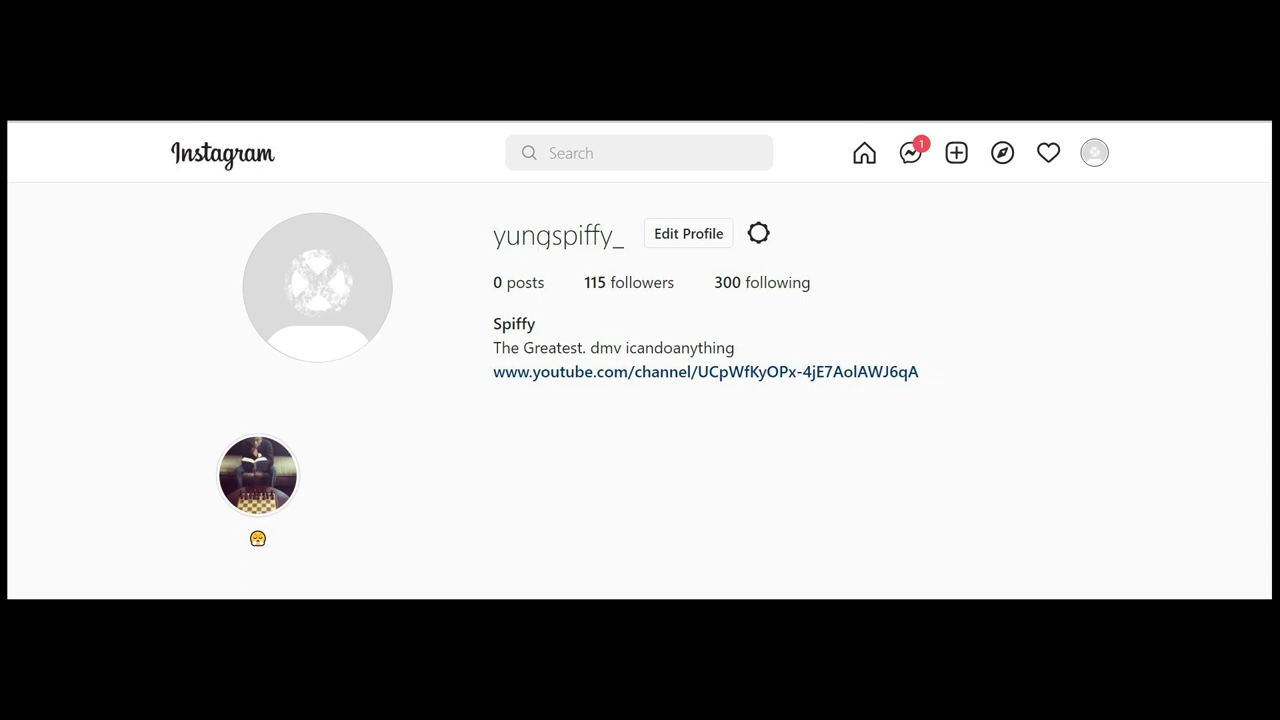 Instagram
Search
1
yungspiffy_
Edit Profile
0 posts 115 followers 300 following
Spiffy
The Greatest. dmv icandoanything
www.youtube.com/channel/UCpWfKyOPx-4jE7AolAWJ6qA